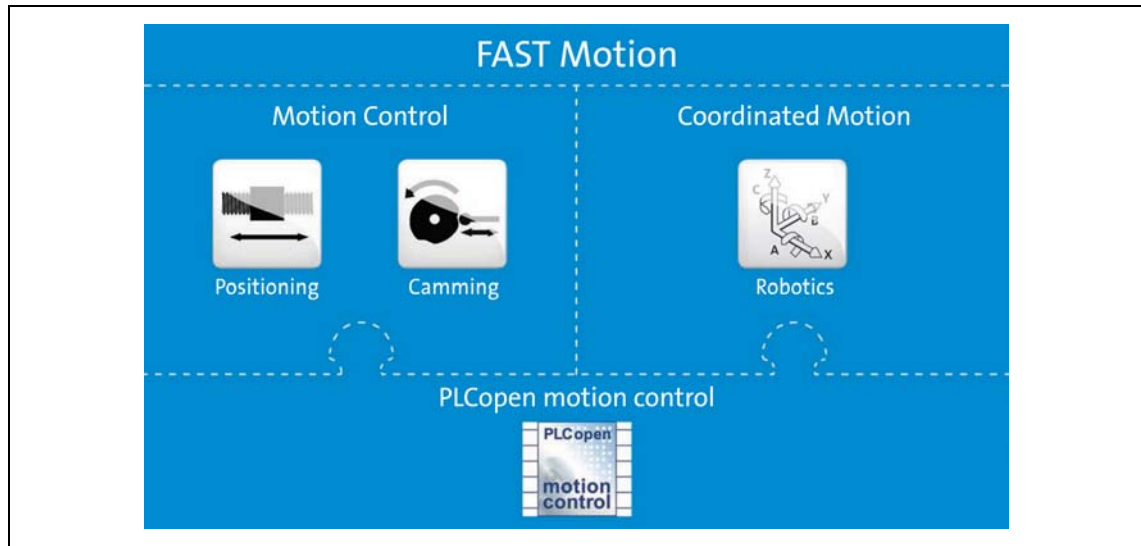 FAST Motion
Motion Control
Coordinated Motion
Positioning
Camming
Z
C
Y
B
A
X
Robotics
PLCopen motion control
PLCopen
motion
control